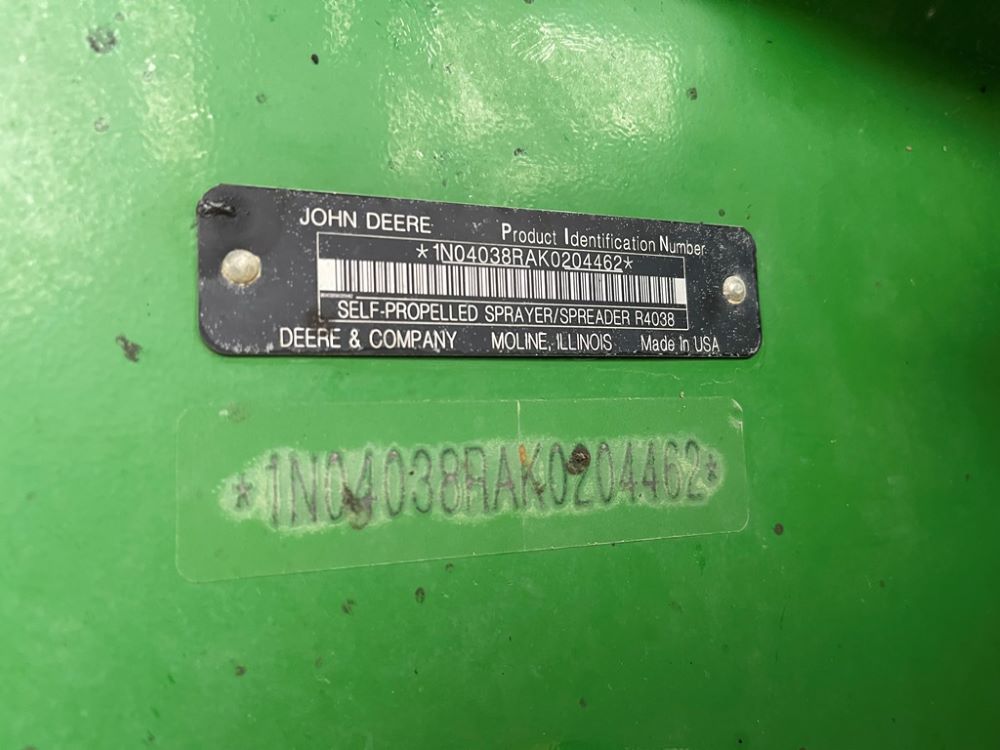 JOHN DEERE
Product Identification Number
*1N04038RAK0204462*
SELF-PROPELLED SPRAYER/SPREADER R4038
DEERE & COMPANY MOLINE, ILLINOIS Made In USA
*1N04038RAK0204462*